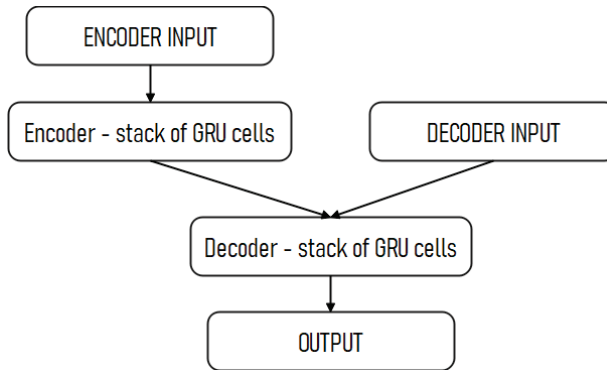 ENCODER INPUT
Encoder - stack of GRU cells
DECODER INPUT
Decoder - stack of GRU cells
OUTPUT